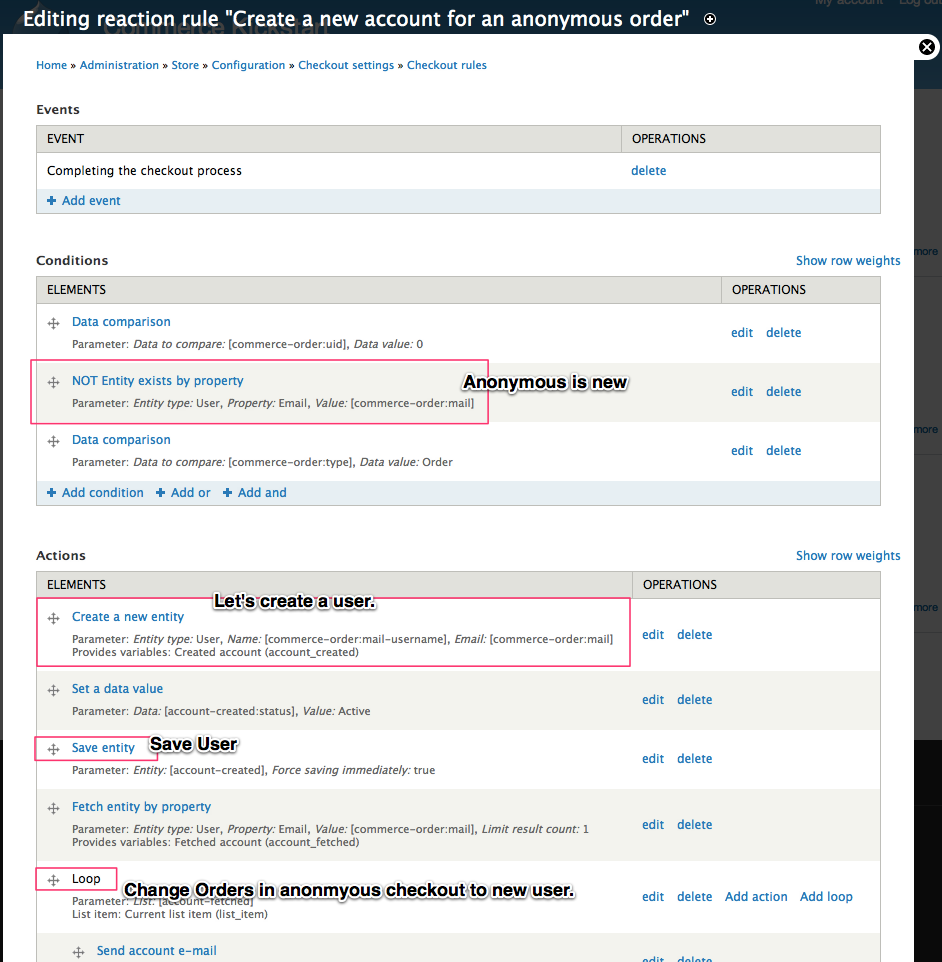 My account Log out
Editing reaction rule "Create a new account for an anonymous order"
Commerce Kickstart
Home » Administration » Store » Configuration » Checkout settings » Checkout rules
Events
EVENT OPERATIONS
Completing the checkout process delete
Add event
Conditions Show row weights
more
ELEMENTS OPERATIONS
Data comparison
edit delete
Parameter: Data to compare: [commerce-order:uid], Data value: 0
NOT Entity exists by property Anonymous is new
edit delete
Parameter: Entity type: User, Property: Email, Value: [commerce-order:mail]
more
Data comparison
edit delete
Parameter: Data to compare: [commerce-order:type], Data value: Order
Add condition Add or Add and
Actions Show row weights
ELEMENTS OPERATIONS
Let's create a user.
more
Create a new entity
edit delete
Parameter: Entity type: User, Name: [commerce-order:mail-username], Email: [commerce-order:mail]
Provides variables: Created account (account_created)
Set a data value
edit delete
Parameter: Data: [account-created:status], Value: Active
Save entity Save User
edit delete
Parameter: Entity: [account-created], Force saving immediately: true
Fetch entity by property
edit delete
Parameter: Entity type: User, Property: Email, Value: [commerce-order:mail], Limit result count: 1
Provides variables: Fetched account (account_fetched)
Loop
Change Orders in anonmyous checkout to new user.
edit delete Add action Add loop
Parameter: List: [account-fetched]
List item: Current list item (list_item)
Send account e-mail
edit delete